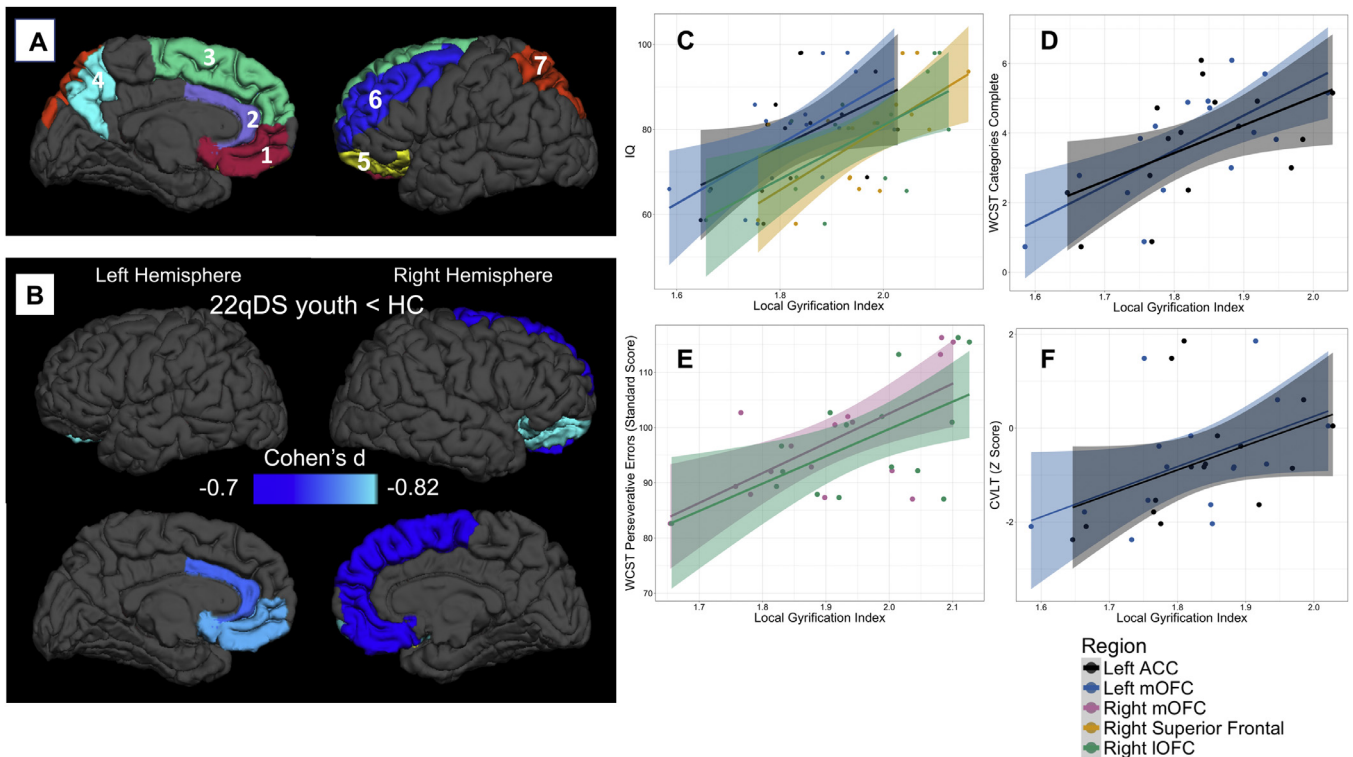 A
1
2
3
4
5
6
7
B
Left Hemisphere
Right Hemisphere
22qDS youth < HC
Cohen's d
-0.7
-0.82
C
IQ
100
80
60
1.6
1.8
2.0
Local Gyrification Index
D
WCST Categories Complete
6
4
2
0
1.6
1.7
1.8
1.9
2.0
Local Gyrification Index
E
WCST Perseverative Errors (Standard Score)
110
100
90
80
70
1.7
1.8
1.9
2.0
2.1
Local Gyrification Index
F
CVLT (Z Score)
2
0
-2
1.6
1.7
1.8
1.9
2.0
Local Gyrification Index
Region
Left ACC
Left mOFC
Right mOFC
Right Superior Frontal
Right lOFC